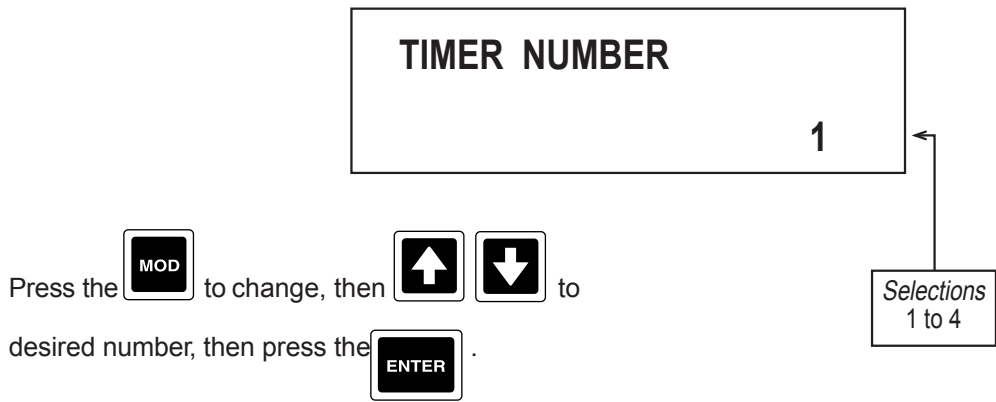 TIMER NUMBER
1
Press the MOD to change, then to
desired number, then press the ENTER .
Selections
1 to 4